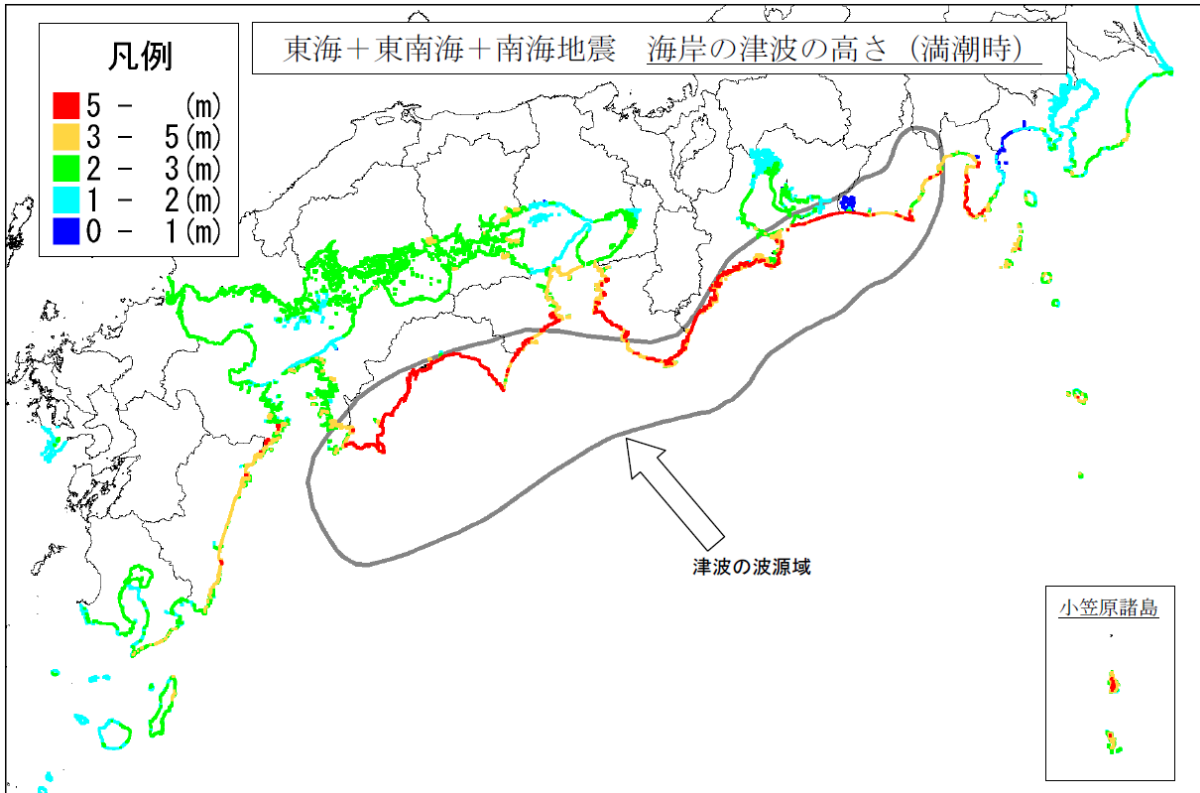 東海+東南海+南海地震 海岸の津波の高さ(満潮時)
凡例
5 - (m)
3 - 5(m)
2 - 3(m)
1 - 2(m)
0 - 1(m)
津波の波源域
小笠原諸島